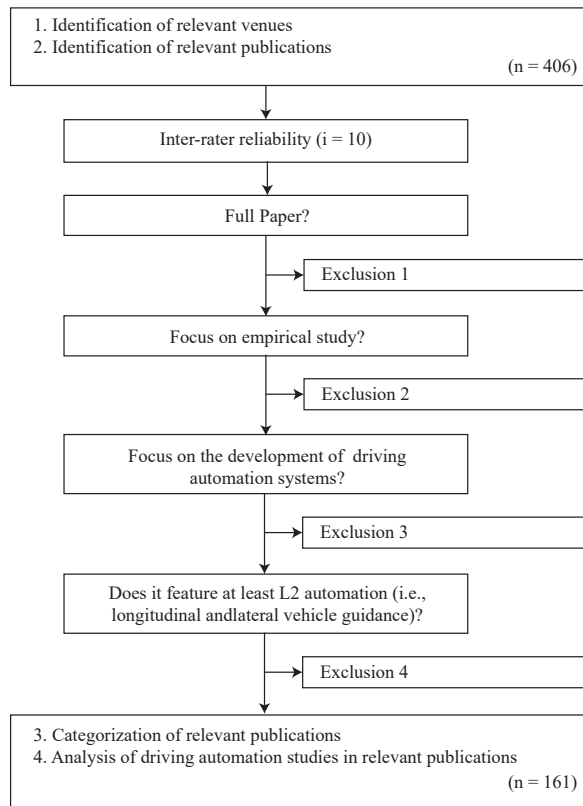 1. Identification of relevant venues
2. Identification of relevant publications
(n = 406)
Inter-rater reliability (i = 10)
Full Paper?
Exclusion 1
Focus on empirical study?
Exclusion 2
Focus on the development of driving
automation systems?
Exclusion 3
Does it feature at least L2 automation (i.e.,
longitudinal andlateral vehicle guidance)?
Exclusion 4
3. Categorization of relevant publications
4. Analysis of driving automation studies in relevant publications
(n = 161)